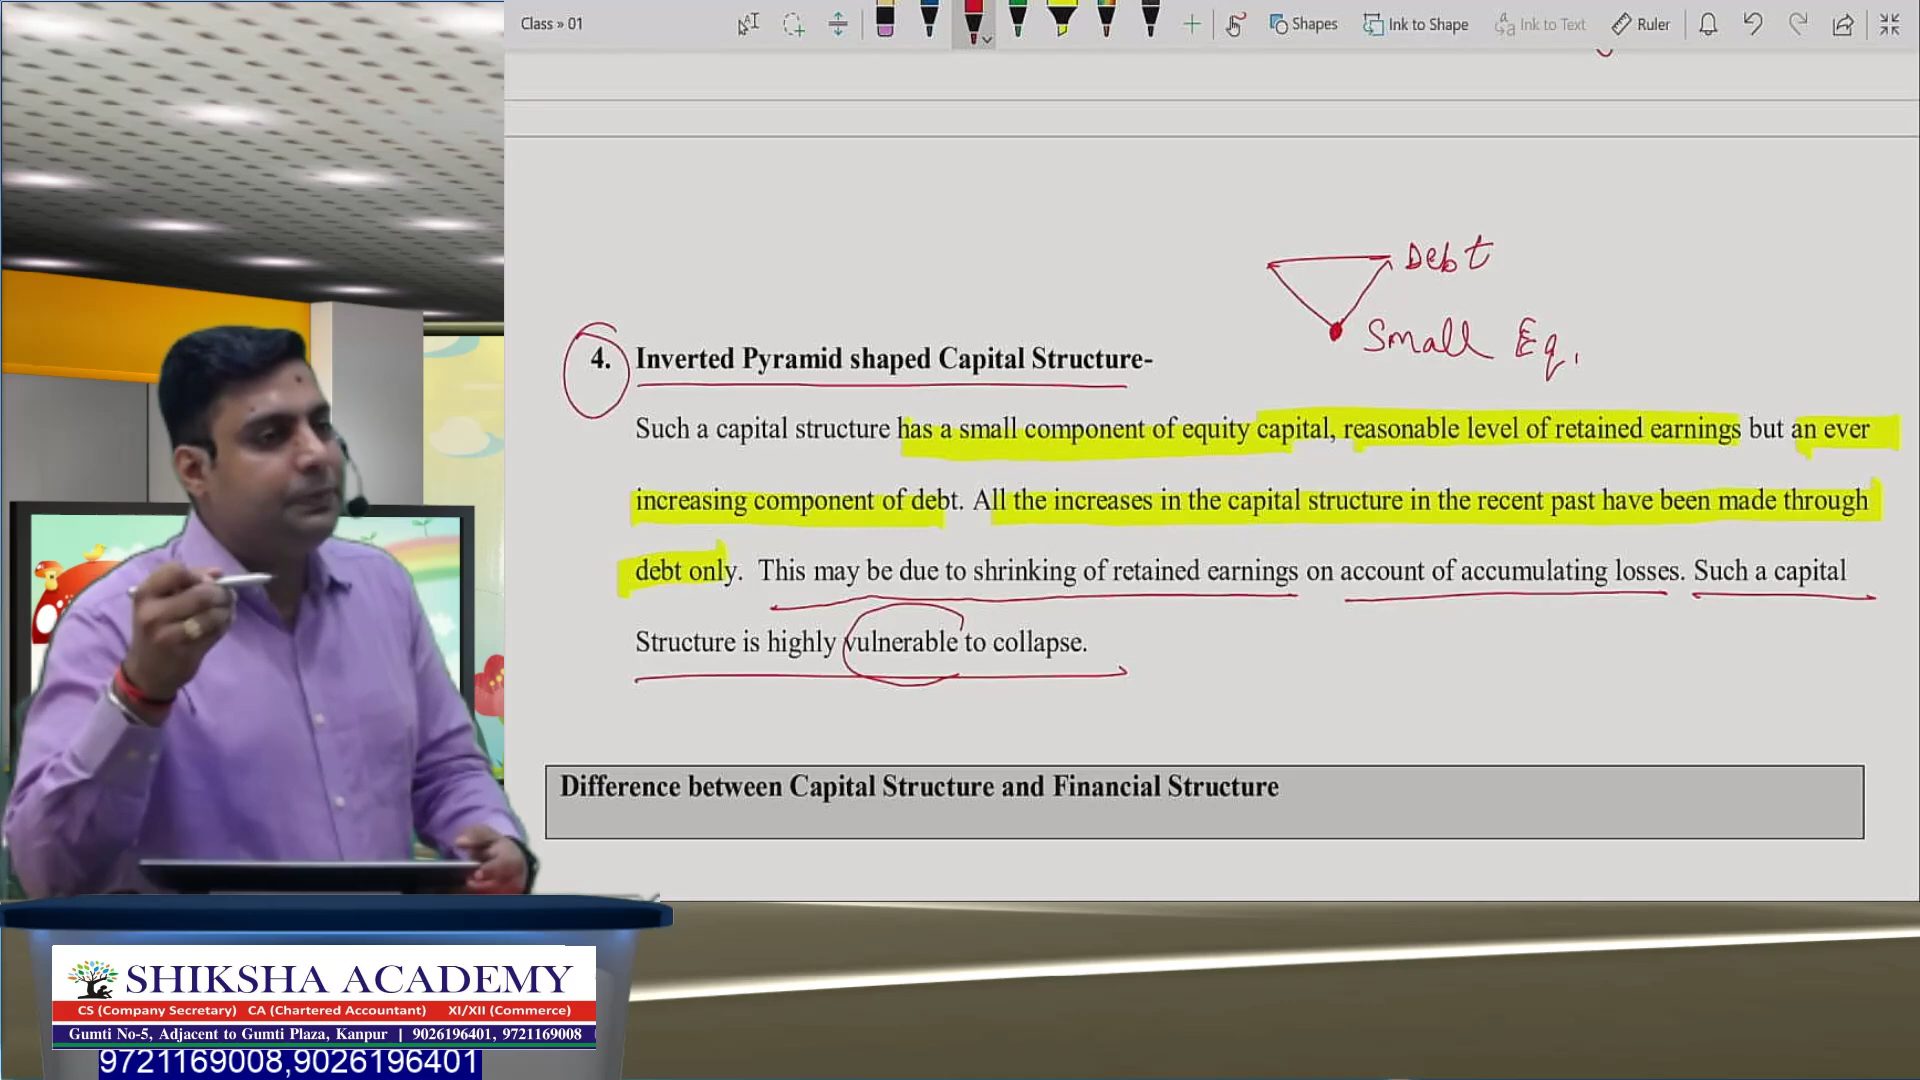 Class » 01
Shapes
Ink to Shape
Ink to Text
Ruler
Debt
Small Eq.
4. Inverted Pyramid shaped Capital Structure-
Such a capital structure has a small component of equity capital, reasonable level of retained earnings but an ever
increasing component of debt. All the increases in the capital structure in the recent past have been made through
debt only. This may be due to shrinking of retained earnings on account of accumulating losses. Such a capital
Structure is highly vulnerable to collapse.
Difference between Capital Structure and Financial Structure
SHIKSHA ACADEMY
CS (Company Secretary) CA (Chartered Accountant) XI/XII (Commerce)
Gumti No-5, Adjacent to Gumti Plaza, Kanpur | 9026196401, 9721169008
9721169008,9026196401